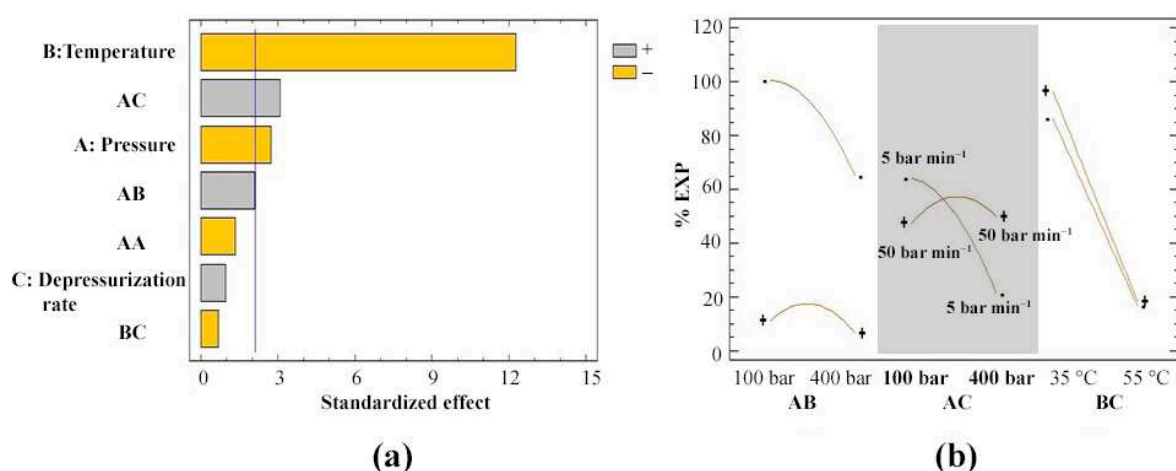 B:Temperature
AC
A: Pressure
AB
AA
C: Depressurization
rate
BC
0 3 6 9 12 15
Standardized effect
+
−
(a)
% EXP
120
100
80
60
40
20
0
5 bar min⁻¹
50 bar min⁻¹
50 bar min⁻¹
5 bar min⁻¹
100 bar 400 bar 100 bar 400 bar 35 °C 55 °C
AB AC BC
(b)